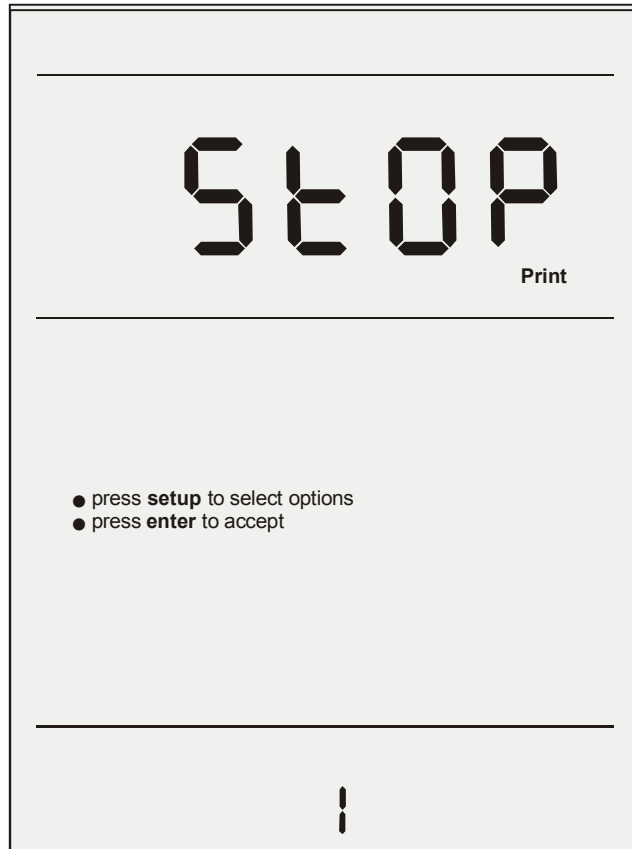 StOP
Print
● press setup to select options
● press enter to accept
1